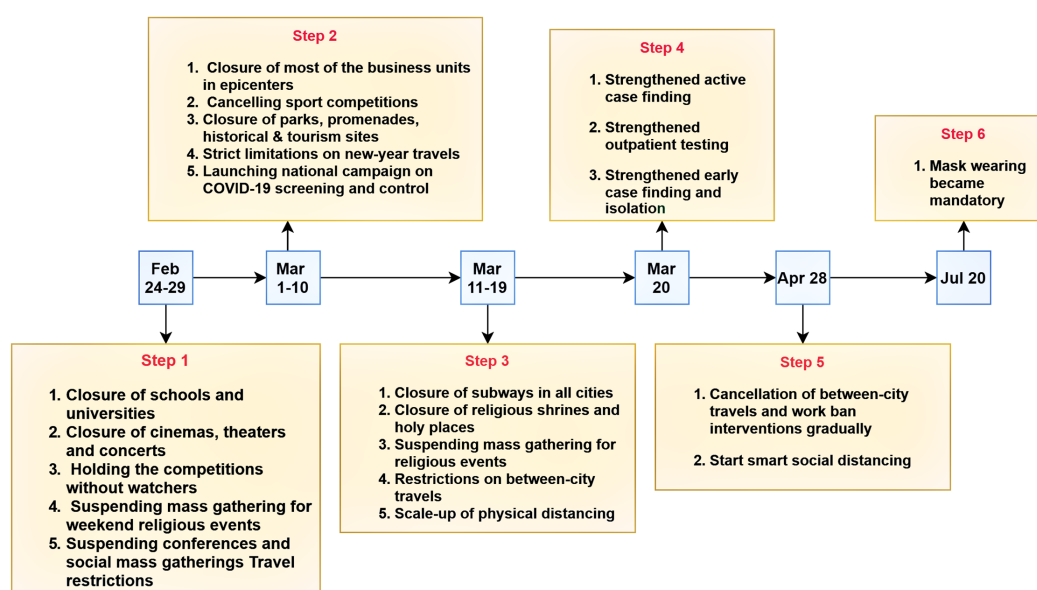 Step 2
1. Closure of most of the business units
in epicenters
2. Cancelling sport competitions
3. Closure of parks, promenades,
historical & tourism sites
4. Strict limitations on new-year travels
5. Launching national campaign on
COVID-19 screening and control
Step 4
1. Strengthened active
case finding
2. Strengthened
outpatient testing
3. Strengthened early
case finding and
isolation
Step 6
1. Mask wearing
became
mandatory
Feb
24-29
Mar
1-10
Mar
11-19
Mar
20
Apr 28
Jul 20
Step 1
1. Closure of schools and
universities
2. Closure of cinemas, theaters
and concerts
3. Holding the competitions
without watchers
4. Suspending mass gathering for
weekend religious events
5. Suspending conferences and
social mass gatherings Travel
restrictions
Step 3
1. Closure of subways in all cities
2. Closure of religious shrines and
holy places
3. Suspending mass gathering for
religious events
4. Restrictions on between-city
travels
5. Scale-up of physical distancing
Step 5
1. Cancellation of between-city
travels and work ban
interventions gradually
2. Start smart social distancing